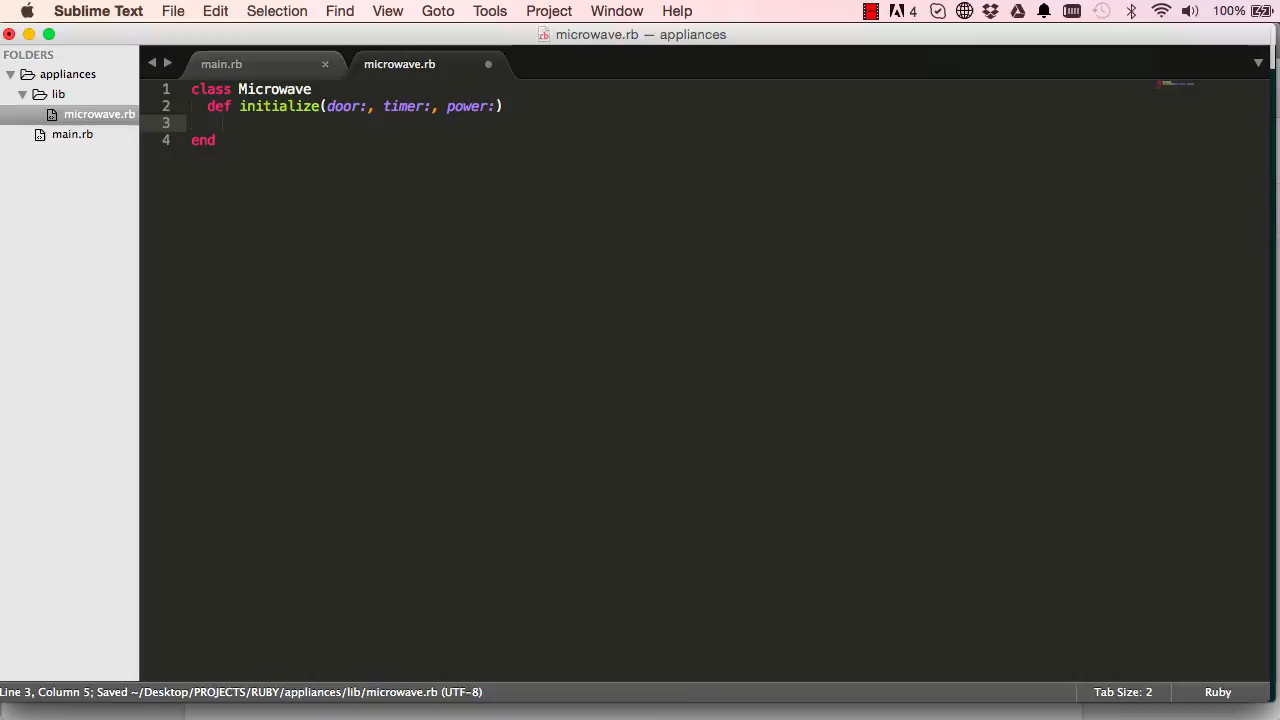 Sublime Text File Edit Selection Find View Goto Tools Project Window Help 4 100%
microwave.rb — appliances
FOLDERS
appliances
lib
microwave.rb
main.rb
main.rb × microwave.rb
1 class Microwave
2 def initialize(door:, timer:, power:)
3
4 end
Line 3, Column 5; Saved ~/Desktop/PROJECTS/RUBY/appliances/lib/microwave.rb (UTF-8) Tab Size: 2 Ruby